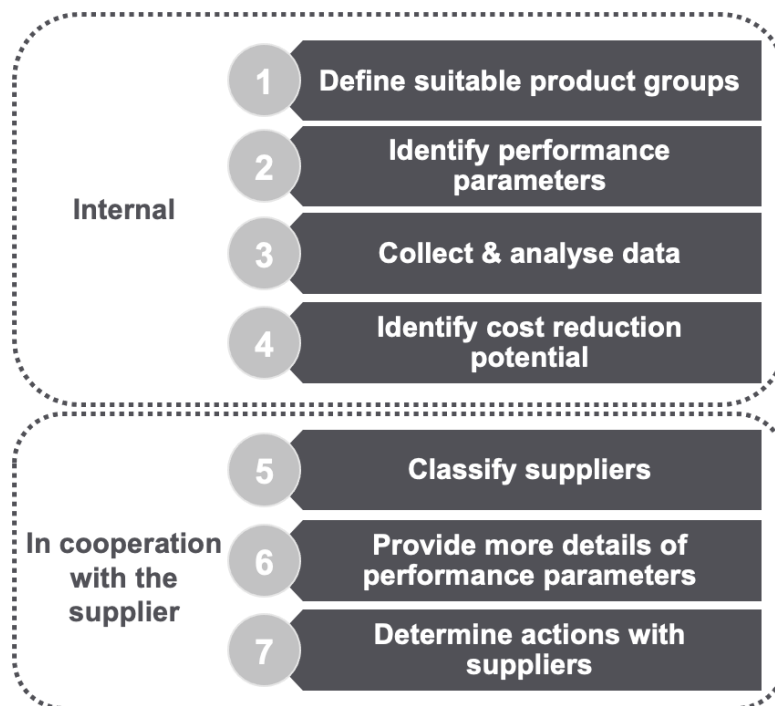 1
Define suitable product groups
2
Identify performance
parameters
Internal
3
Collect & analyse data
4
Identify cost reduction
potential
5
Classify suppliers
In cooperation
with the
supplier
6
Provide more details of
performance parameters
7
Determine actions with
suppliers